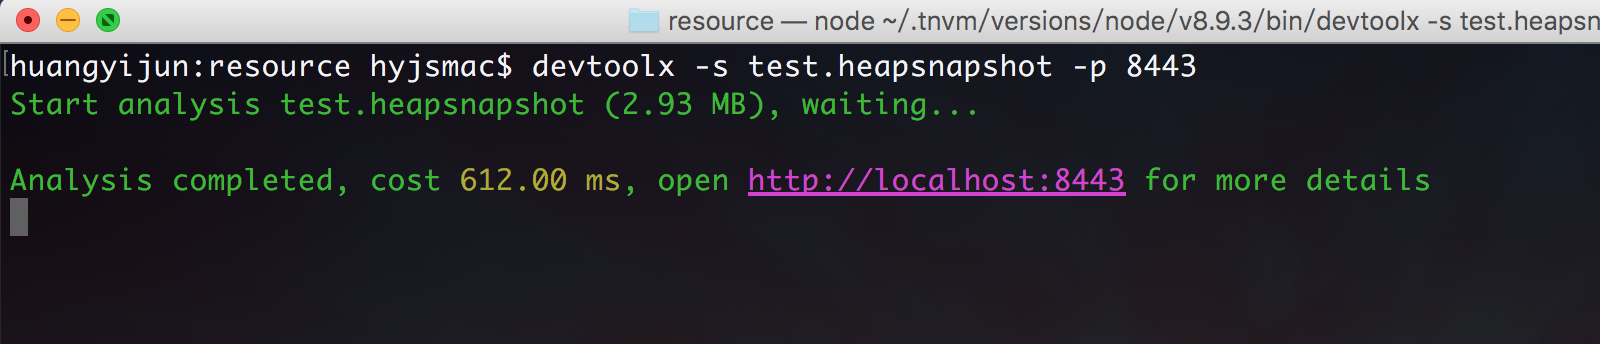 resource — node ~/.tnvm/versions/node/v8.9.3/bin/devtoolx -s test.heapsn
huangyijun:resource hyjsmac$ devtoolx -s test.heapsnapshot -p 8443
Start analysis test.heapsnapshot (2.93 MB), waiting...
Analysis completed, cost 612.00 ms, open http://localhost:8443 for more details